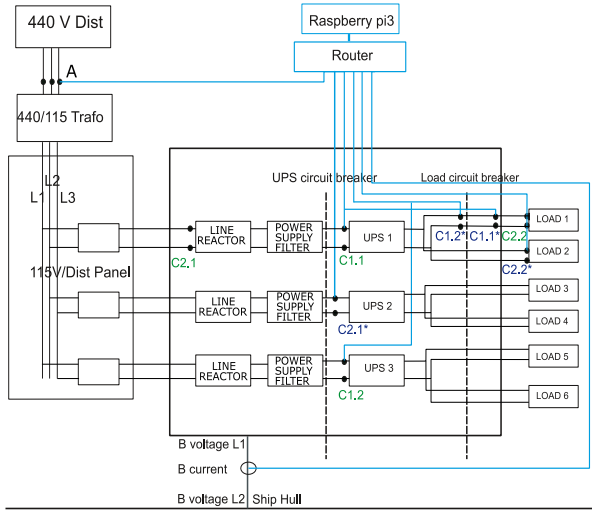 440 V Dist
Raspberry pi3
Router
A
440/115 Trafo
L2
L1
L3
UPS circuit breaker
Load circuit breaker
LINE
REACTOR
POWER
SUPPLY
FILTER
UPS 1
LOAD 1
C1.2*
C1.1*
C2.2
LOAD 2
C2.1
C1.1
C2.2*
115V/Dist Panel
LINE
REACTOR
POWER
SUPPLY
FILTER
UPS 2
LOAD 3
C2.1*
LOAD 4
LINE
REACTOR
POWER
SUPPLY
FILTER
UPS 3
LOAD 5
C1.2
LOAD 6
B voltage L1
B current
B voltage L2
Ship Hull